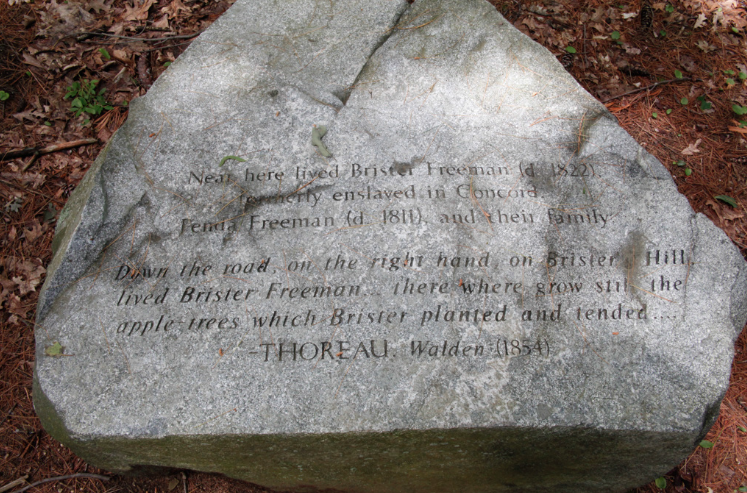 Near here lived Brister Freeman (d. 1822),
formerly enslaved in Concord,
Fenda Freeman (d. 1811), and their family.
Down the road, on the right hand, on Brister's Hill,
lived Brister Freeman... there where grow still the
apple-trees which Brister planted and tended....
-THOREAU, Walden (1854)